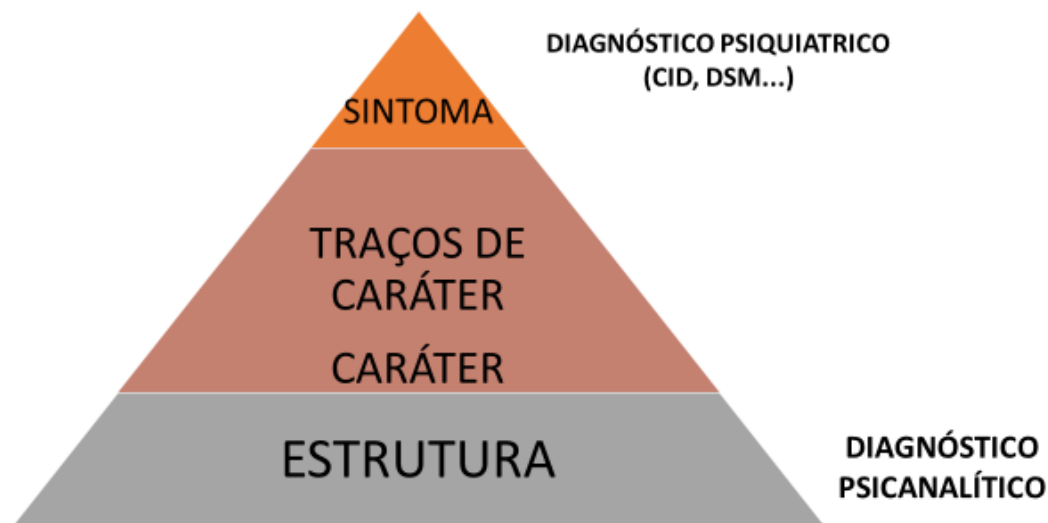 DIAGNÓSTICO PSIQUIATRICO
(CID, DSM...)
SINTOMA
TRAÇOS DE
CARÁTER
CARÁTER
ESTRUTURA
DIAGNÓSTICO
PSICANALÍTICO